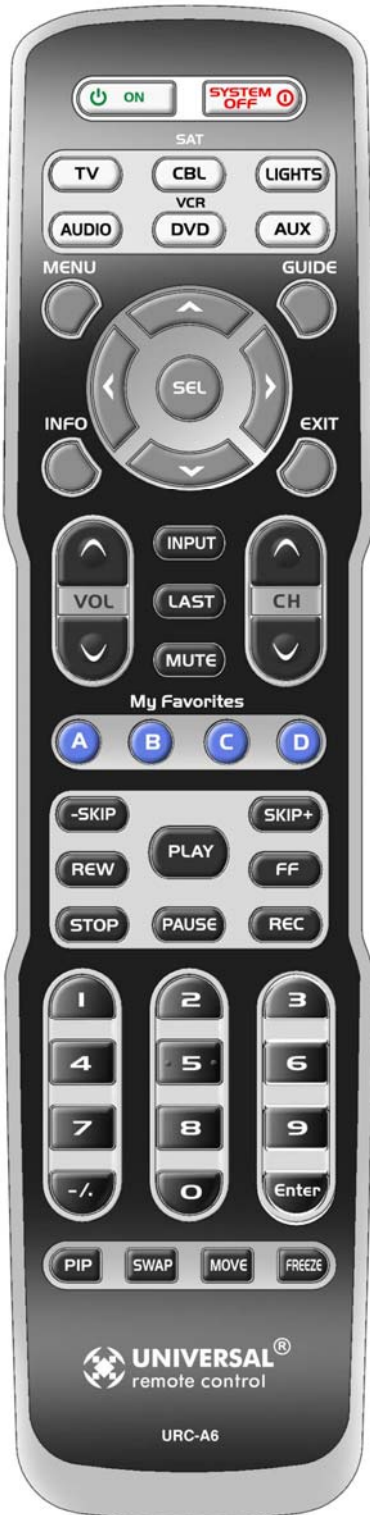 ON SYSTEM OFF
SAT
TV CBL LIGHTS
VCR
AUDIO DVD AUX
MENU GUIDE
SEL
INFO EXIT
INPUT
VOL LAST CH
MUTE
My Favorites
A B C D
-SKIP SKIP+
PLAY
REW FF
STOP PAUSE REC
1 2 3
4 5 6
7 8 9
-/. 0 Enter
PIP SWAP MOVE FREEZE
UNIVERSAL®
remote control
URC-A6